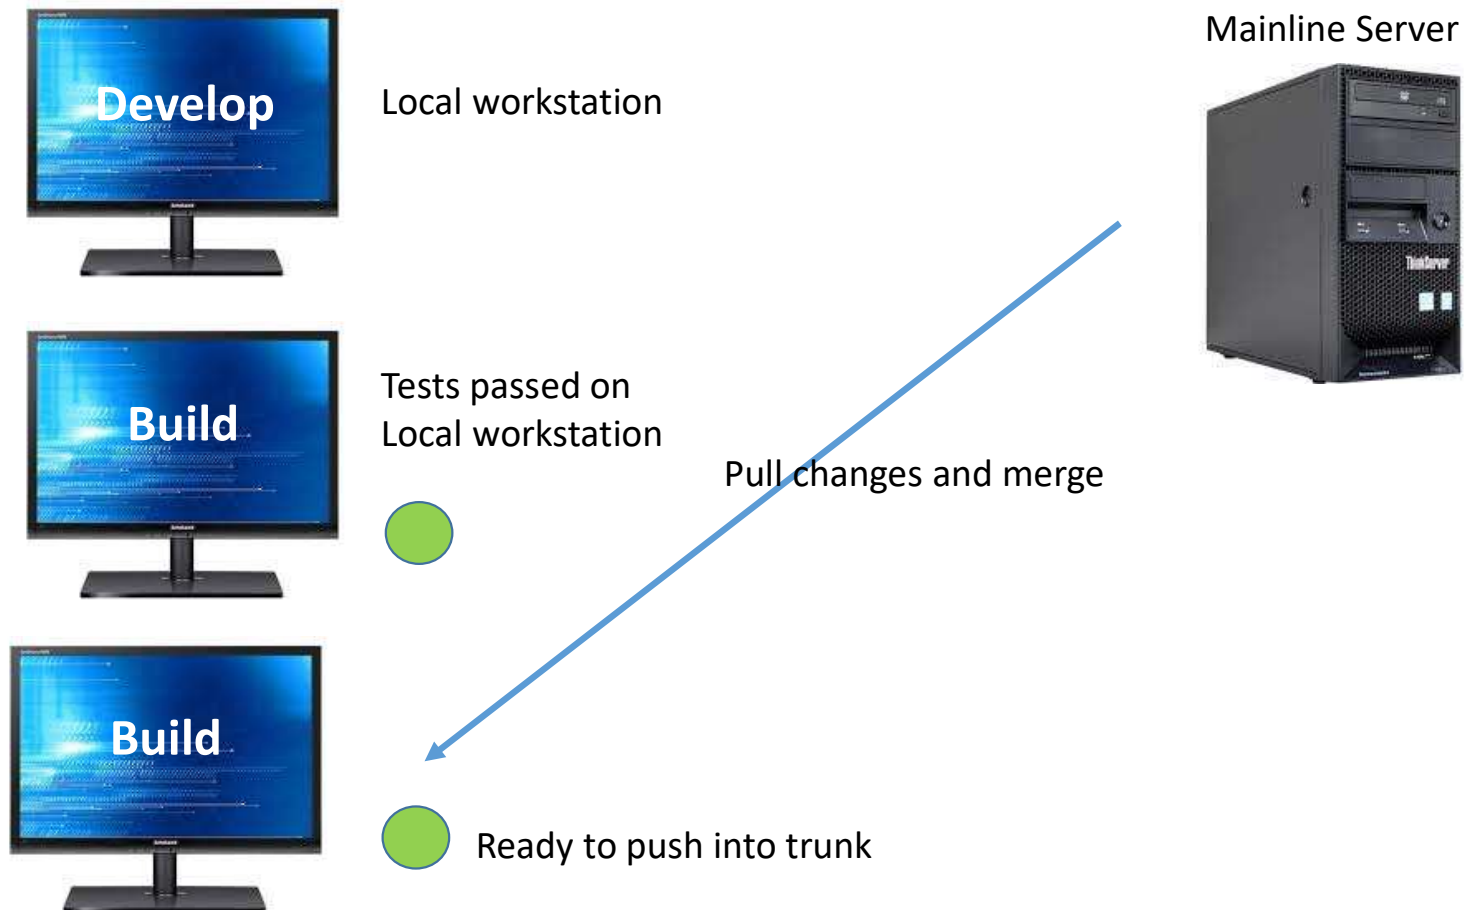 Mainline Server
Develop
Local workstation
ThinkServer
Build
Tests passed on
Local workstation
Pull changes and merge
Build
Ready to push into trunk